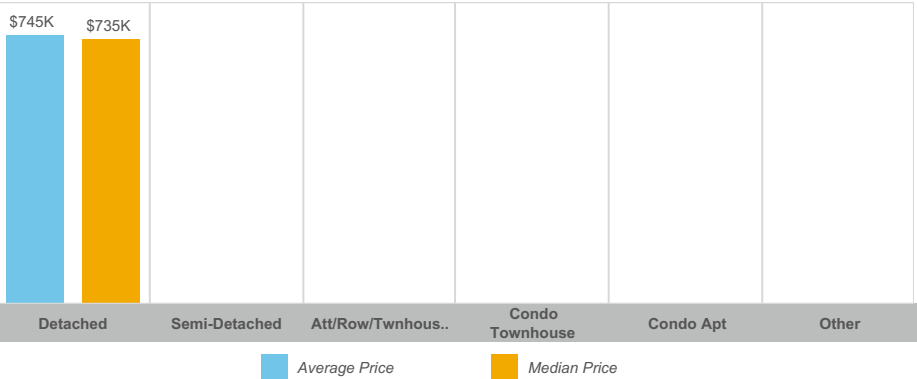 $745K
$735K
Detached
Semi-Detached
Att/Row/Twnhous..
Condo
Townhouse
Condo Apt
Other
Average Price
Median Price